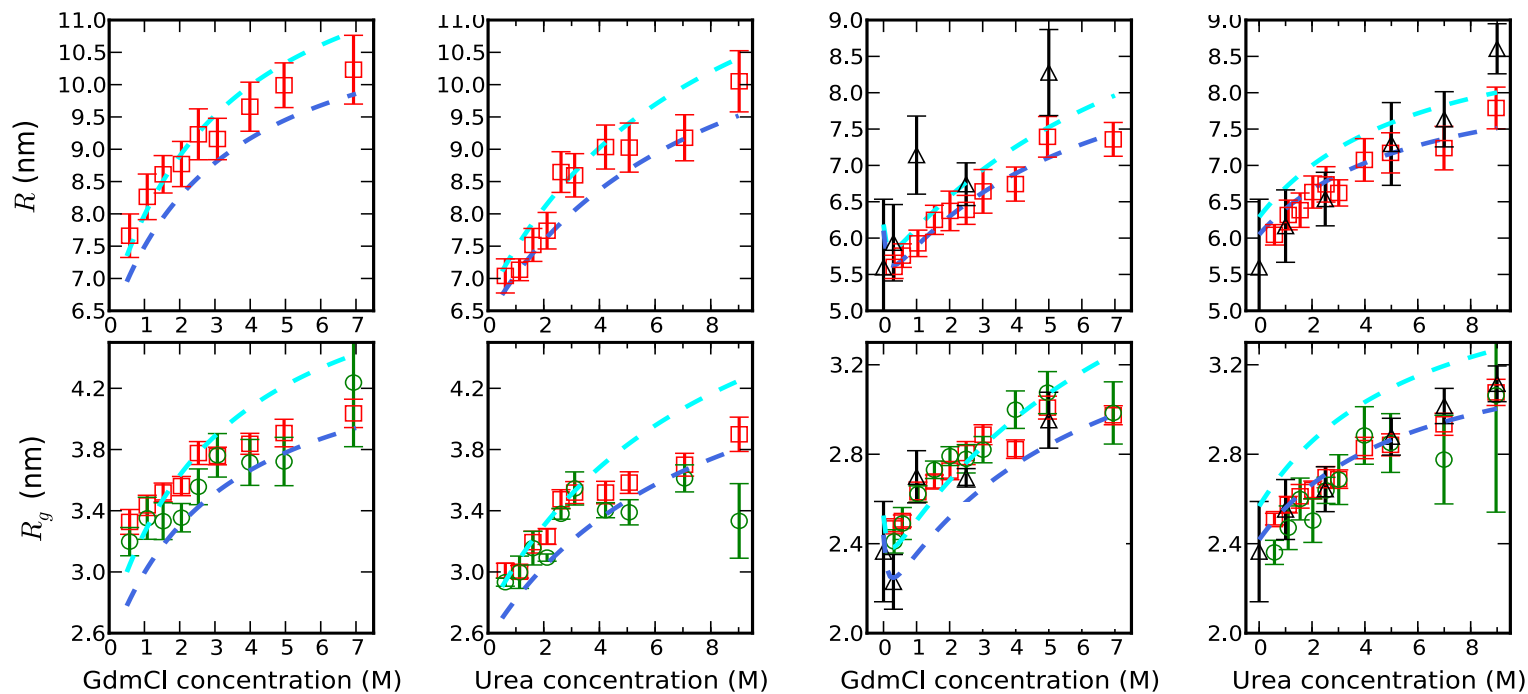 11.0 11.0 9.0 9.0
10.5 10.5 8.5 8.5
10.0 10.0 8.0 8.0
9.5 9.5 7.5 7.5
9.0 9.0 7.0 7.0
8.5 8.5 6.5 6.5
8.0 8.0 6.0 6.0
7.5 7.5 5.5 5.5
7.0 7.0 5.0 5.0
6.5 6.5
R (nm)
0 1 2 3 4 5 6 7 0 2 4 6 8 0 1 2 3 4 5 6 7 0 2 4 6 8
4.2 4.2 3.2 3.2
3.8 3.8 2.8 2.8
3.4 3.4 2.4 2.4
3.0 3.0 2.0 2.0
2.6 2.6
Rg (nm)
0 1 2 3 4 5 6 7 0 2 4 6 8 0 1 2 3 4 5 6 7 0 2 4 6 8
GdmCl concentration (M) Urea concentration (M) GdmCl concentration (M) Urea concentration (M)